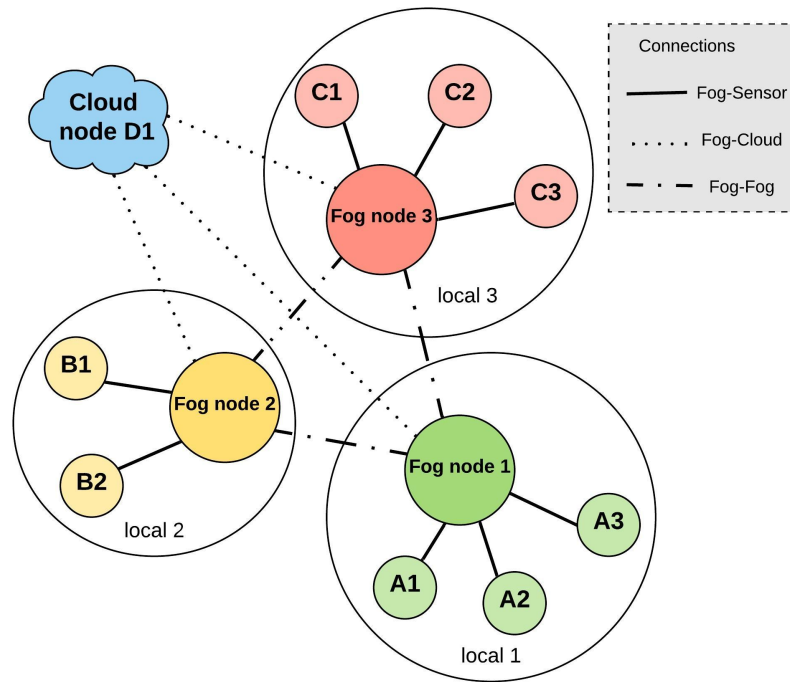 Cloud
node D1
C1
C2
C3
Fog node 3
local 3
Connections
Fog-Sensor
Fog-Cloud
Fog-Fog
B1
B2
Fog node 2
local 2
Fog node 1
A1
A2
A3
local 1